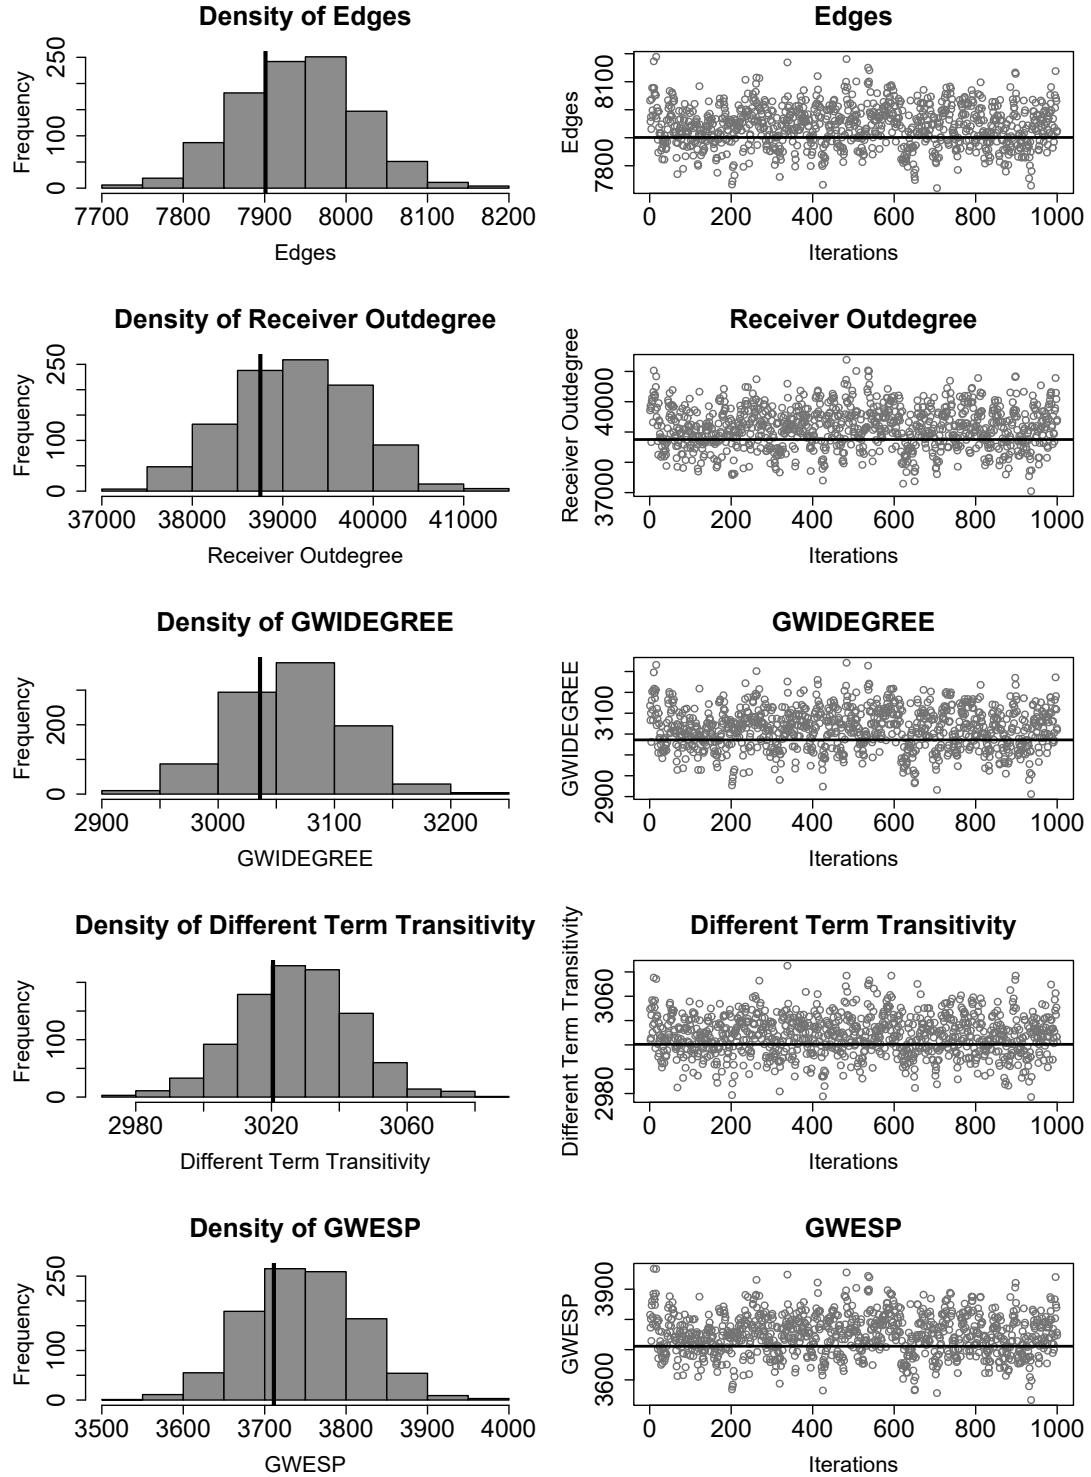 Density of Edges
Frequency
0 100 250
7700 7800 7900 8000 8100 8200
Edges
Edges
Edges
7800 8100
0 200 400 600 800 1000
Iterations
Density of Receiver Outdegree
Frequency
0 100 250
37000 38000 39000 40000 41000
Receiver Outdegree
Receiver Outdegree
Receiver Outdegree
37000 40000
0 200 400 600 800 1000
Iterations
Density of GWIDEGREE
Frequency
0 200
2900 3000 3100 3200
GWIDEGREE
GWIDEGREE
GWIDEGREE
2900 3100
0 200 400 600 800 1000
Iterations
Density of Different Term Transitivity
Frequency
0 100
2980 3020 3060
Different Term Transitivity
Different Term Transitivity
Different Term Transitivity
2980 3060
0 200 400 600 800 1000
Iterations
Density of GWESP
Frequency
0 100 250
3500 3600 3700 3800 3900 4000
GWESP
GWESP
GWESP
3600 3900
0 200 400 600 800 1000
Iterations